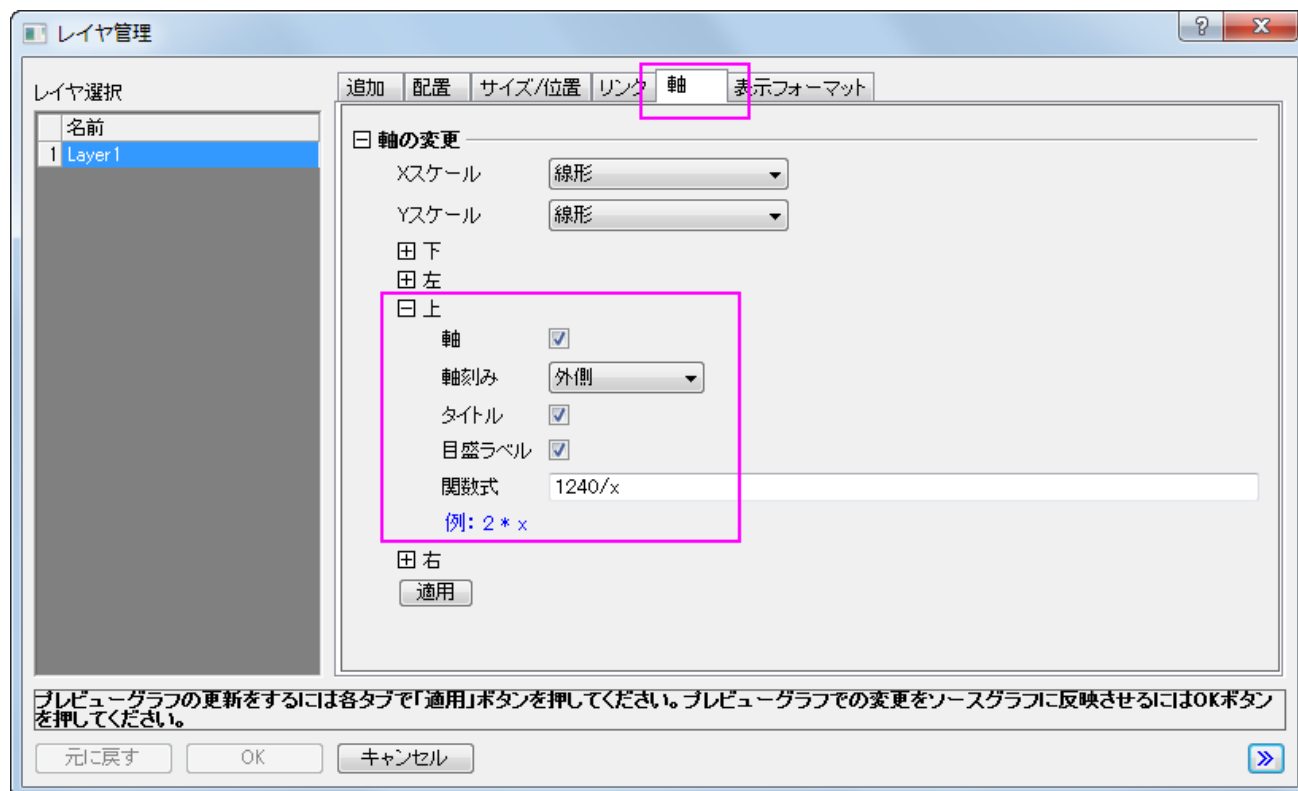 レイヤ管理
レイヤ選択
名前
1 Layer1
追加 配置 サイズ/位置 リンク 軸 表示フォーマット
軸の変更
Xスケール 線形
Yスケール 線形
下
左
上
軸
軸刻み 外側
タイトル
目盛ラベル
関数式 1240/x
例: 2 * x
右
適用
プレビューグラフの更新をするには各タブで「適用」ボタンを押してください。プレビューグラフでの変更をソースグラフに反映させるにはOKボタン
を押してください。
元に戻す OK キャンセル